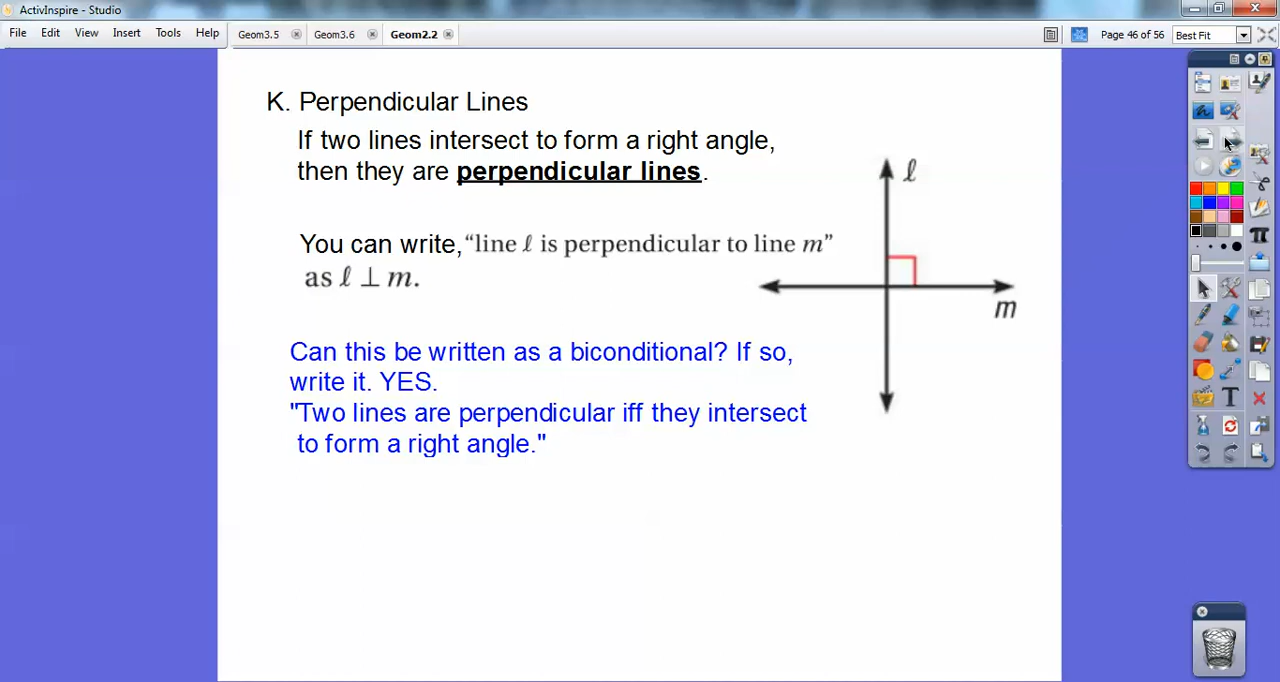 ActivInspire - Studio
File Edit View Insert Tools Help
Geom3.5 Geom3.6 Geom2.2
Page 46 of 56 Best Fit
K. Perpendicular Lines
If two lines intersect to form a right angle,
then they are perpendicular lines.
ℓ
You can write, “line ℓ is perpendicular to line m”
as ℓ ⊥ m.
m
Can this be written as a biconditional? If so,
write it. YES.
"Two lines are perpendicular iff they intersect
to form a right angle."